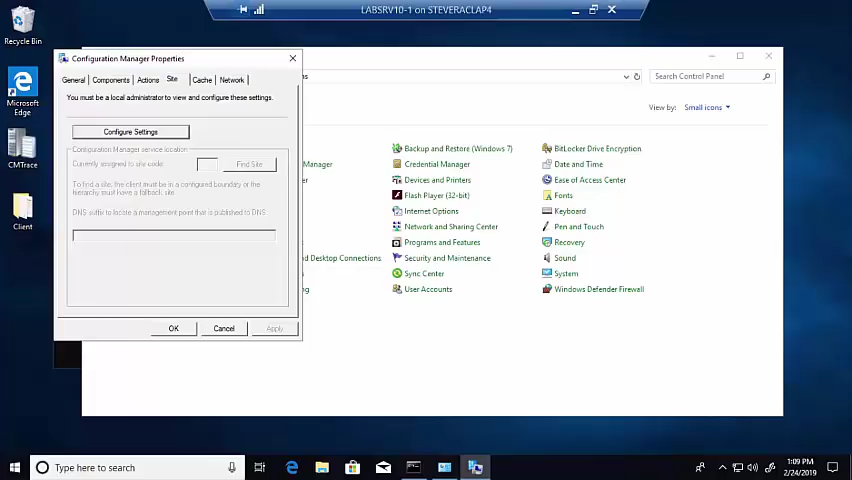 LABSRV10-1 on STEVERACLAP4
Recycle Bin
Microsoft
Edge
CMTrace
Client
Configuration Manager Properties
General
Components
Actions
Site
Cache
Network
You must be a local administrator to view and configure these settings.
Configure Settings
Configuration Manager service location
Currently assigned to site code:
Find Site
To find a site, the client must be in a configured boundary or the
hierarchy must have a fallback site.
DNS suffix to locate a management point that is published to DNS:
OK
Cancel
Apply
Search Control Panel
View by:
Small icons
Backup and Restore (Windows 7)
BitLocker Drive Encryption
Credential Manager
Date and Time
Devices and Printers
Ease of Access Center
Flash Player (32-bit)
Fonts
Internet Options
Keyboard
Network and Sharing Center
Pen and Touch
Programs and Features
Recovery
and Desktop Connections
Security and Maintenance
Sound
Sync Center
System
User Accounts
Windows Defender Firewall
Type here to search
1:09 PM
2/24/2019